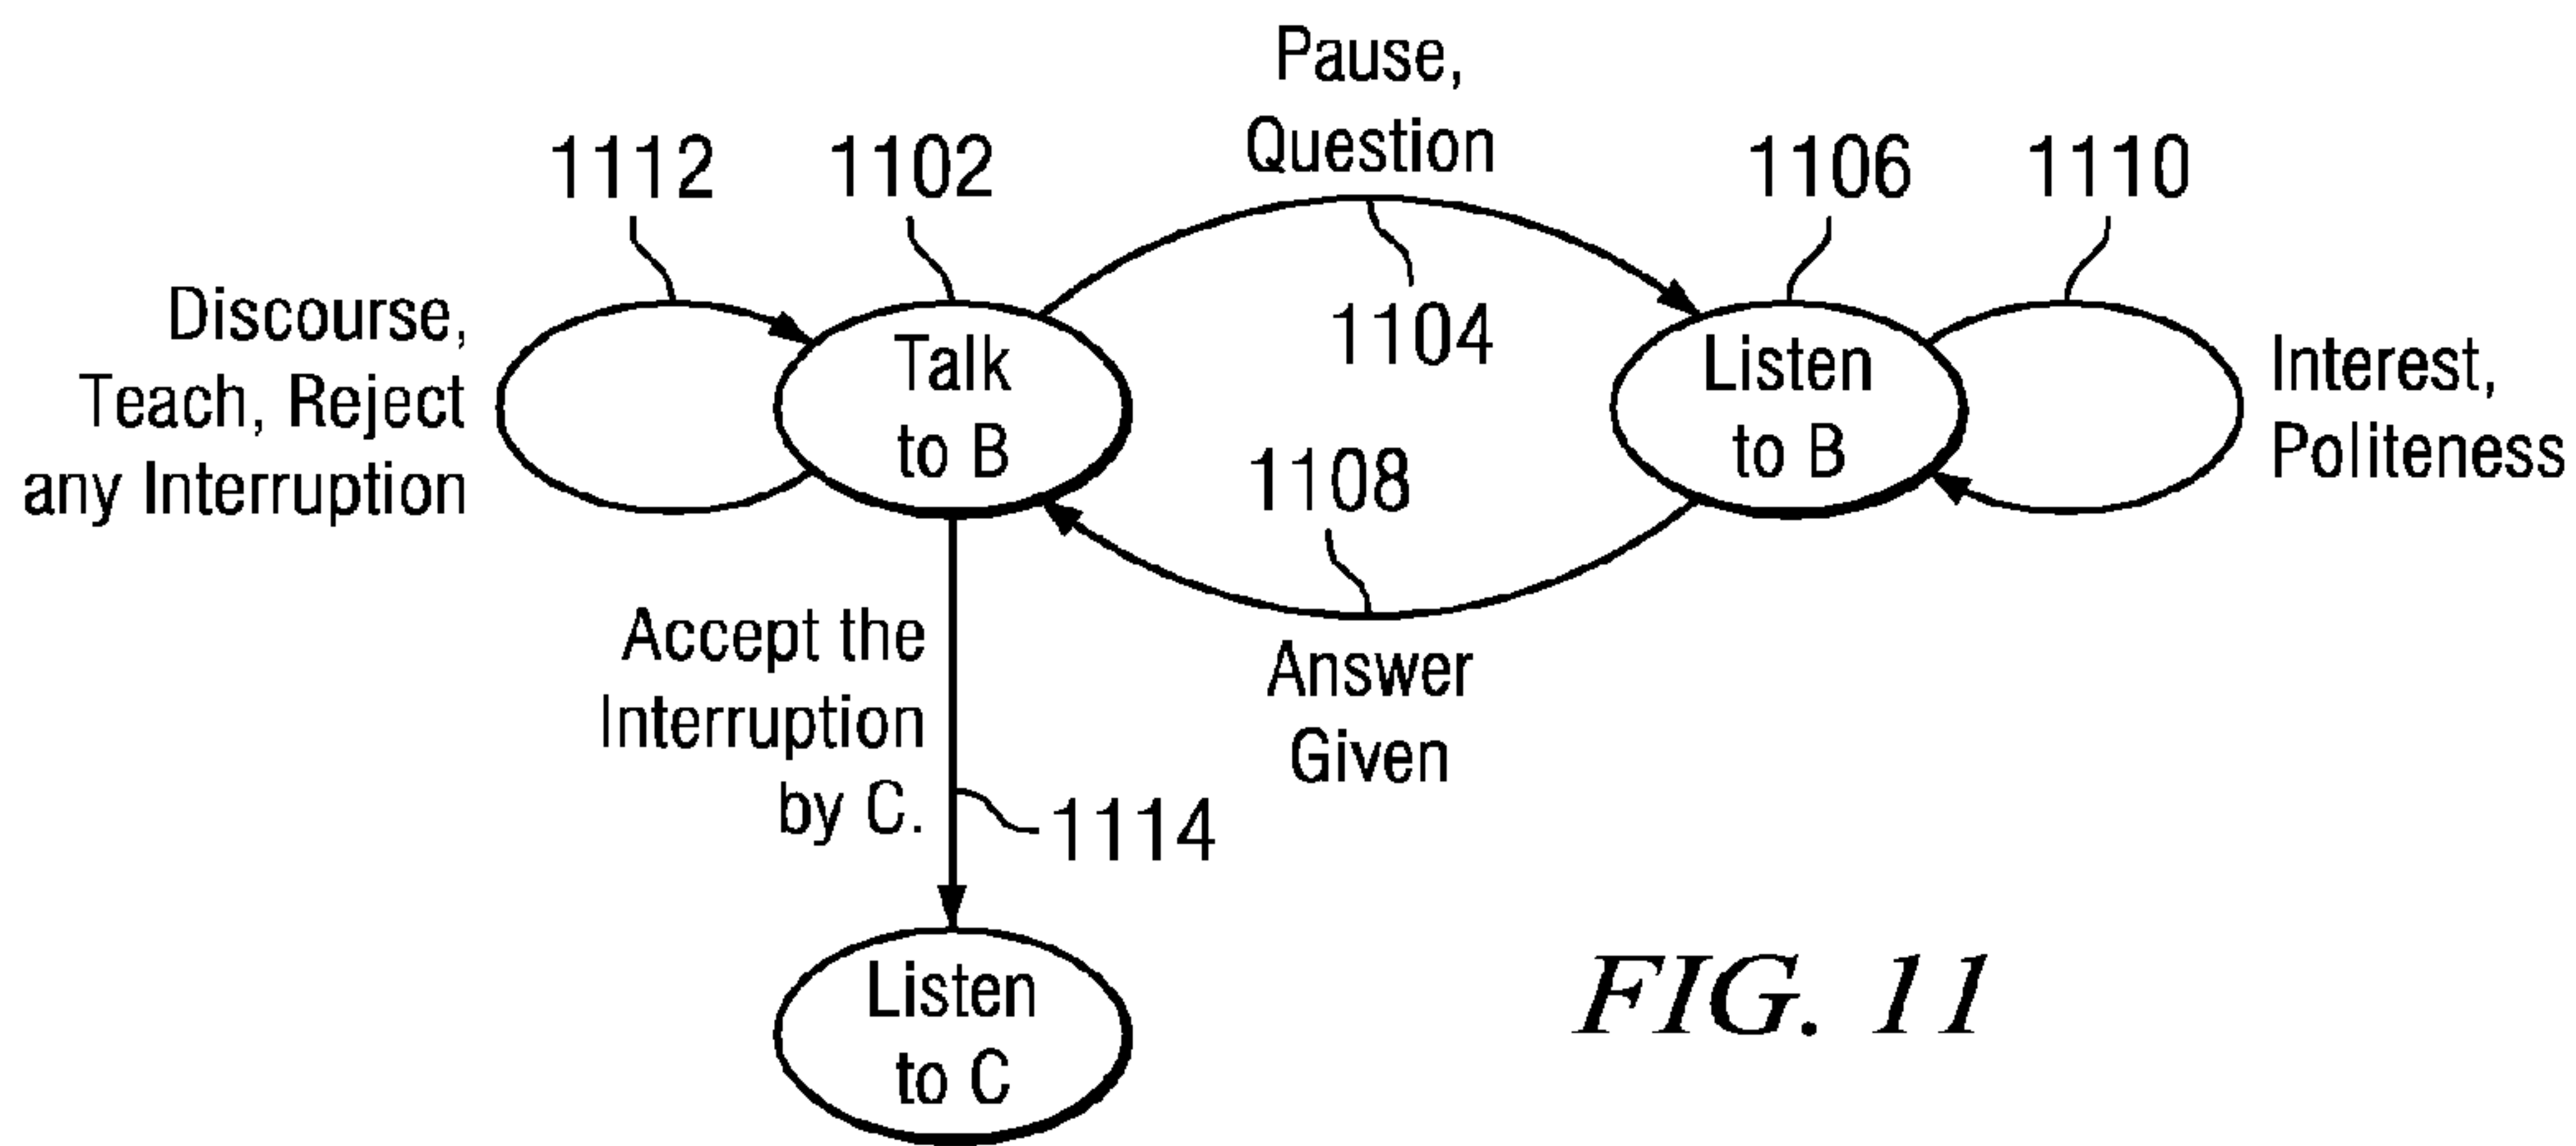 Pause,
Question
1112
1102
1106
1110
Discourse,
Teach, Reject
any Interruption
Talk
to B
1104
Listen
to B
Interest,
Politeness
1108
Accept the
Interruption
by C.
Answer
Given
1114
Listen
to C
FIG. 11